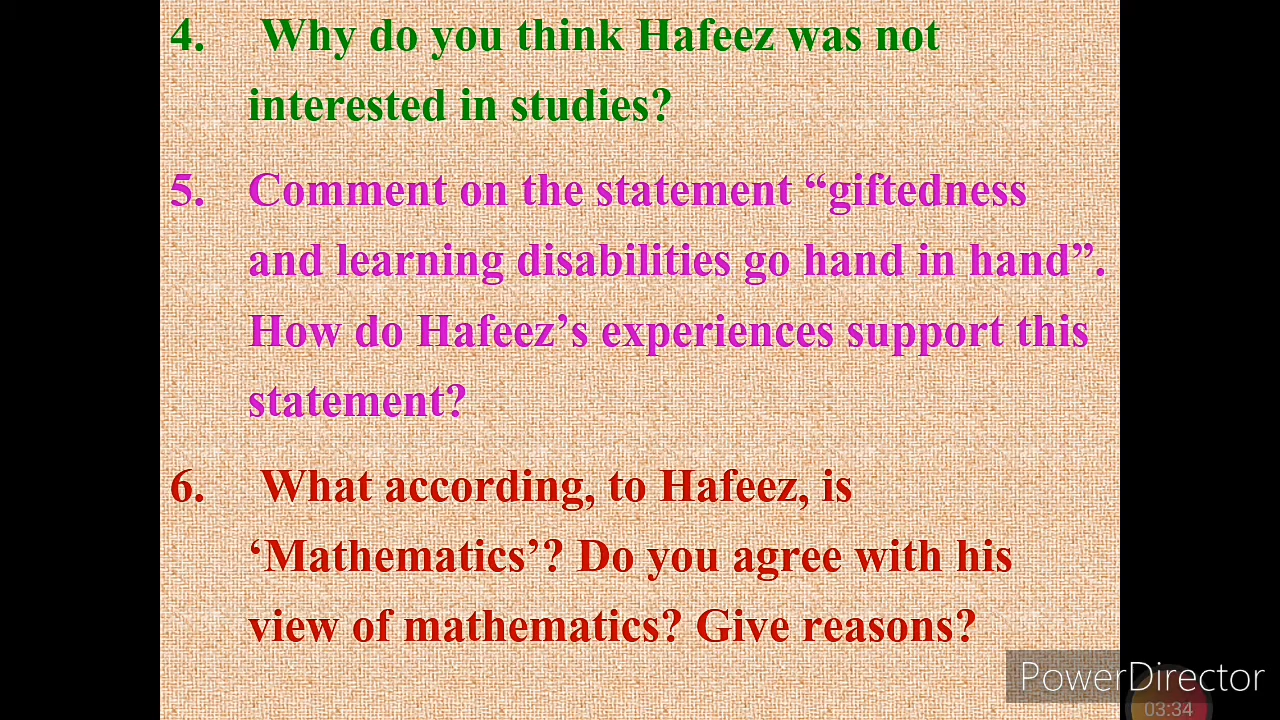 4. Why do you think Hafeez was not
interested in studies?
5. Comment on the statement “giftedness
and learning disabilities go hand in hand”.
How do Hafeez’s experiences support this
statement?
6. What according, to Hafeez, is
‘Mathematics’? Do you agree with his
view of mathematics? Give reasons?
PowerDirector
03:34